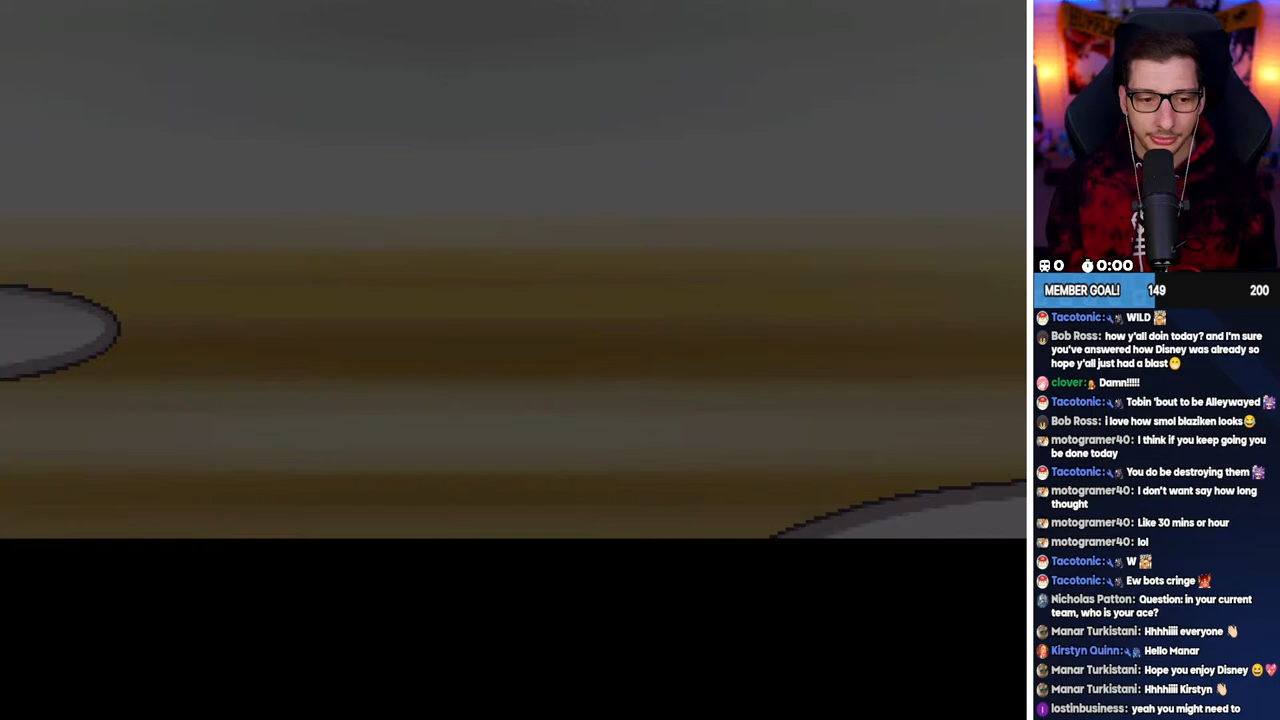 0 0:00
MEMBER GOAL! 149 200
Tacotonic: WILD
Bob Ross: how y'all doin today? and I'm sure
you've answered how Disney was already so
hope y'all just had a blast
clover: Damn!!!!!
Tacotonic: Tobin 'bout to be Alleywayed
Bob Ross: i love how smol blaziken looks
motogramer40: I think if you keep going you
be done today
Tacotonic: You do be destroying them
motogramer40: I don't want say how long
thought
motogramer40: Like 30 mins or hour
motogramer40: lol
Tacotonic: W
Tacotonic: Ew bots cringe
Nicholas Patton: Question: in your current
team, who is your ace?
Manar Turkistani: Hhhhiiii everyone
Kirstyn Quinn: Hello Manar
Manar Turkistani: Hope you enjoy Disney
Manar Turkistani: Hhhhiiii Kirstyn
lostinbusiness: yeah you might need to